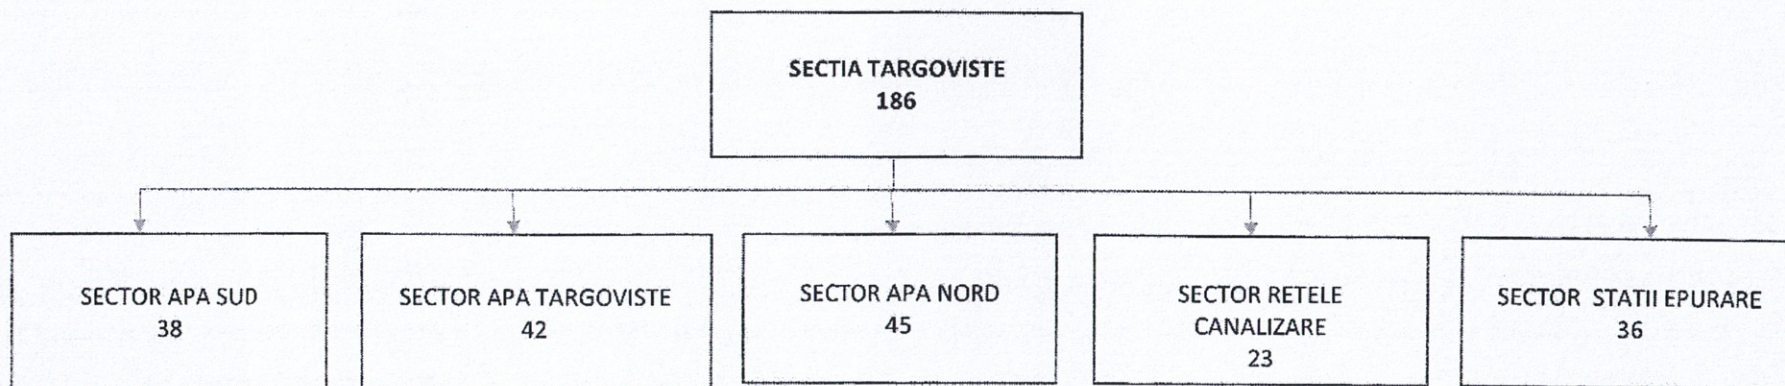 SECTIA TARGOVISTE
186
SECTOR APA SUD
38
SECTOR APA TARGOVISTE
42
SECTOR APA NORD
45
SECTOR RETELE
CANALIZARE
23
SECTOR STATII EPURARE
36